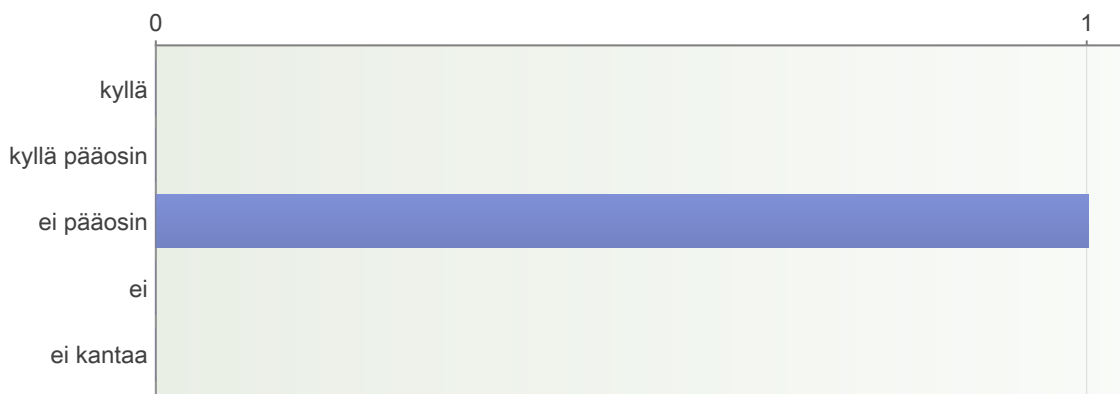 0 1
kyllä
kyllä pääosin
ei pääosin
ei
ei kantaa